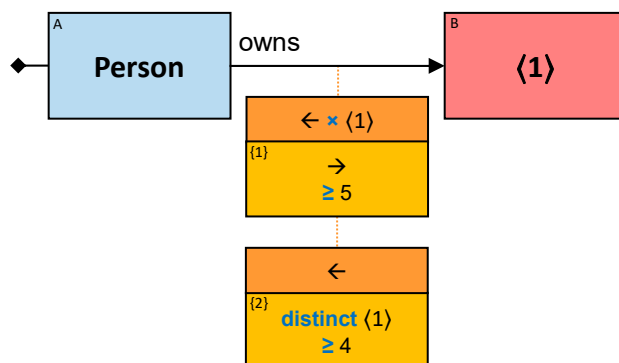 A
Person
owns
B
⟨1⟩
← × ⟨1⟩
{1}
→
≥ 5
←
{2}
distinct ⟨1⟩
≥ 4